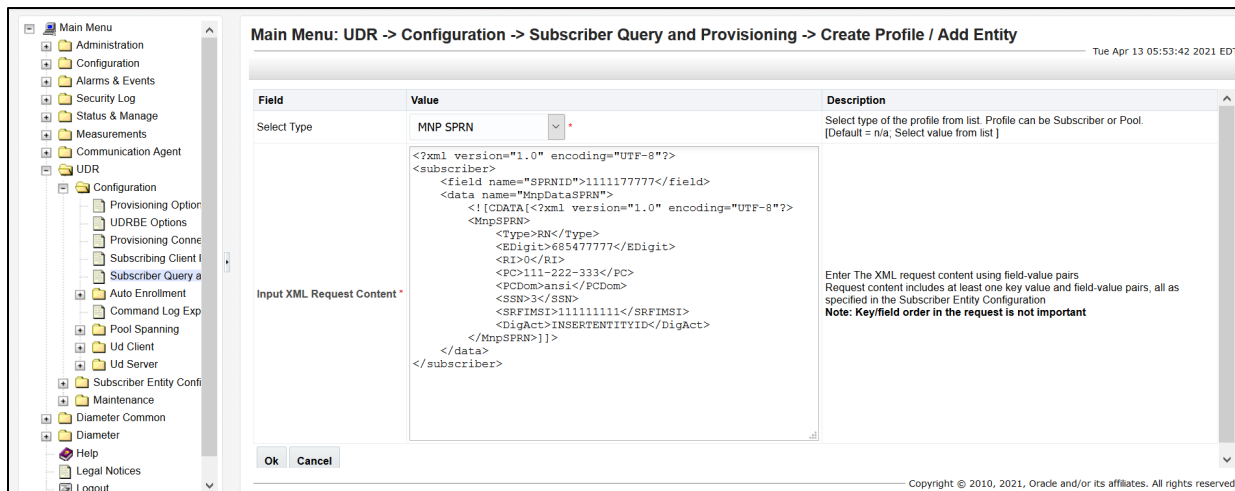 Main Menu
Administration
Configuration
Alarms & Events
Security Log
Status & Manage
Measurements
Communication Agent
UDR
Configuration
Provisioning Option
UDRBE Options
Provisioning Conne
Subscribing Client
Subscriber Query a
Auto Enrollment
Command Log Exp
Pool Spanning
Ud Client
Ud Server
Subscriber Entity Confi
Maintenance
Diameter Common
Diameter
Help
Legal Notices
Logout
Main Menu: UDR -> Configuration -> Subscriber Query and Provisioning -> Create Profile / Add Entity
Tue Apr 13 05:53:42 2021 EDT
Field Value Description
Select Type MNP SPRN * Select type of the profile from list. Profile can be Subscriber or Pool.
[Default = n/a; Select value from list ]
<?xml version="1.0" encoding="UTF-8"?>
<subscriber>
<field name="SPRNID">1111177777</field>
<data name="MnpDataSPRN">
<![CDATA[<?xml version="1.0" encoding="UTF-8"?>
<MnpSPRN>
<Type>RN</Type>
<EDigit>685477777</EDigit>
<RI>0</RI>
<PC>111-222-333</PC>
<PCDom>ansi</PCDom>
<SSN>3</SSN>
<SRFIMSI>111111111</SRFIMSI>
<DigAct>INSERTENTITYID</DigAct>
</MnpSPRN>]]>
</data>
</subscriber>
Input XML Request Content *
Enter The XML request content using field-value pairs
Request content includes at least one key value and field-value pairs, all as
specified in the Subscriber Entity Configuration
Note: Key/field order in the request is not important
Ok Cancel
Copyright © 2010, 2021, Oracle and/or its affiliates. All rights reserved